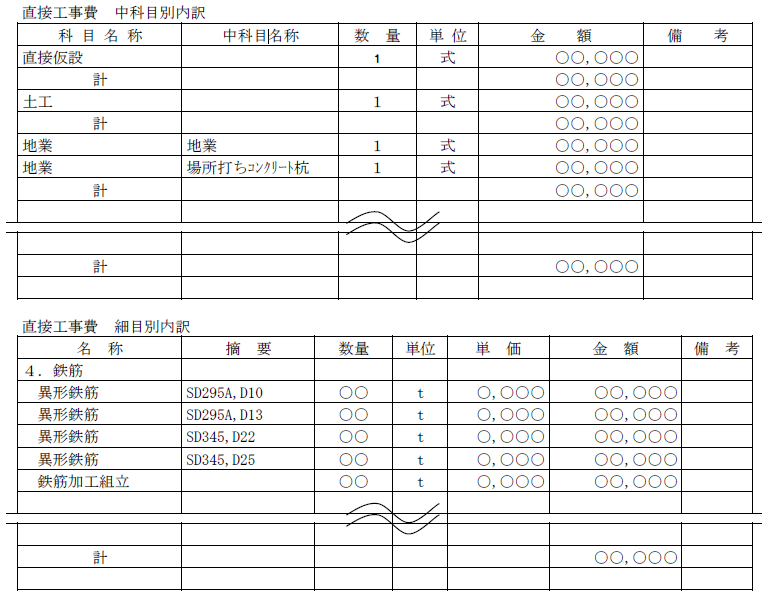 直接工事費　中科目別内訳
科 目 名 称　中科目名称　数　量　単 位　金　　額　備　　考
直接仮設　1　式　○○,○○○
計　○○,○○○
土工　1　式　○○,○○○
計　○○,○○○
地業　地業　1　式　○○,○○○
地業　場所打ちｺﾝｸﾘｰﾄ杭　1　式　○○,○○○
計　○○,○○○
計　○○,○○○
直接工事費　細目別内訳
名　称　摘　要　数量　単位　単　価　金　額　備　考
４．鉄筋
異形鉄筋　SD295A,D10　○○　t　○,○○○　○○,○○○
異形鉄筋　SD295A,D13　○○　t　○,○○○　○○,○○○
異形鉄筋　SD345,D22　○○　t　○,○○○　○○,○○○
異形鉄筋　SD345,D25　○○　t　○,○○○　○○,○○○
鉄筋加工組立　○○　t　○,○○○　○○,○○○
計　○○,○○○